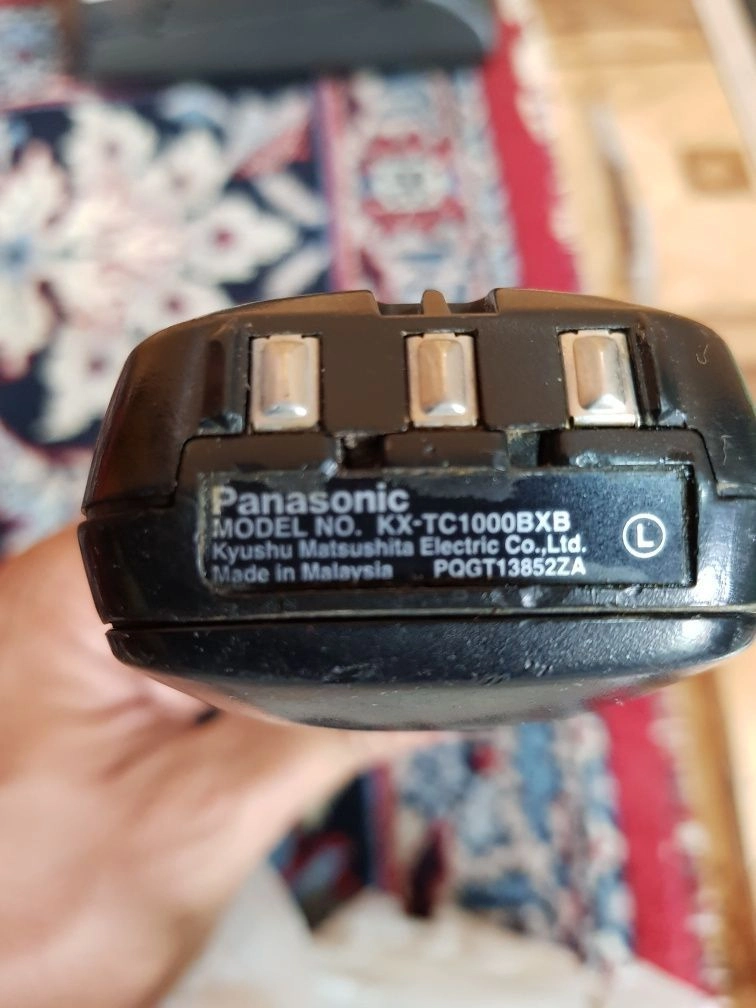 Panasonic
MODEL NO. KX-TC1000BXB
Kyushu Matsushita Electric Co.,Ltd.
Made in Malaysia PQGT13852ZA
L